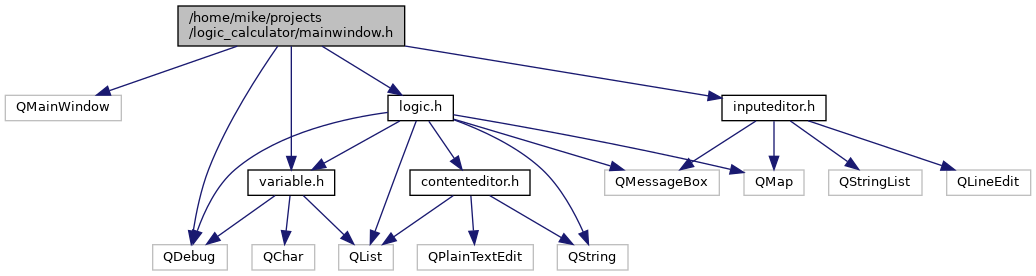 /home/mike/projects
/logic_calculator/mainwindow.h
QMainWindow
logic.h
inputeditor.h
variable.h
contenteditor.h
QMessageBox
QMap
QStringList
QLineEdit
QDebug
QChar
QList
QPlainTextEdit
QString